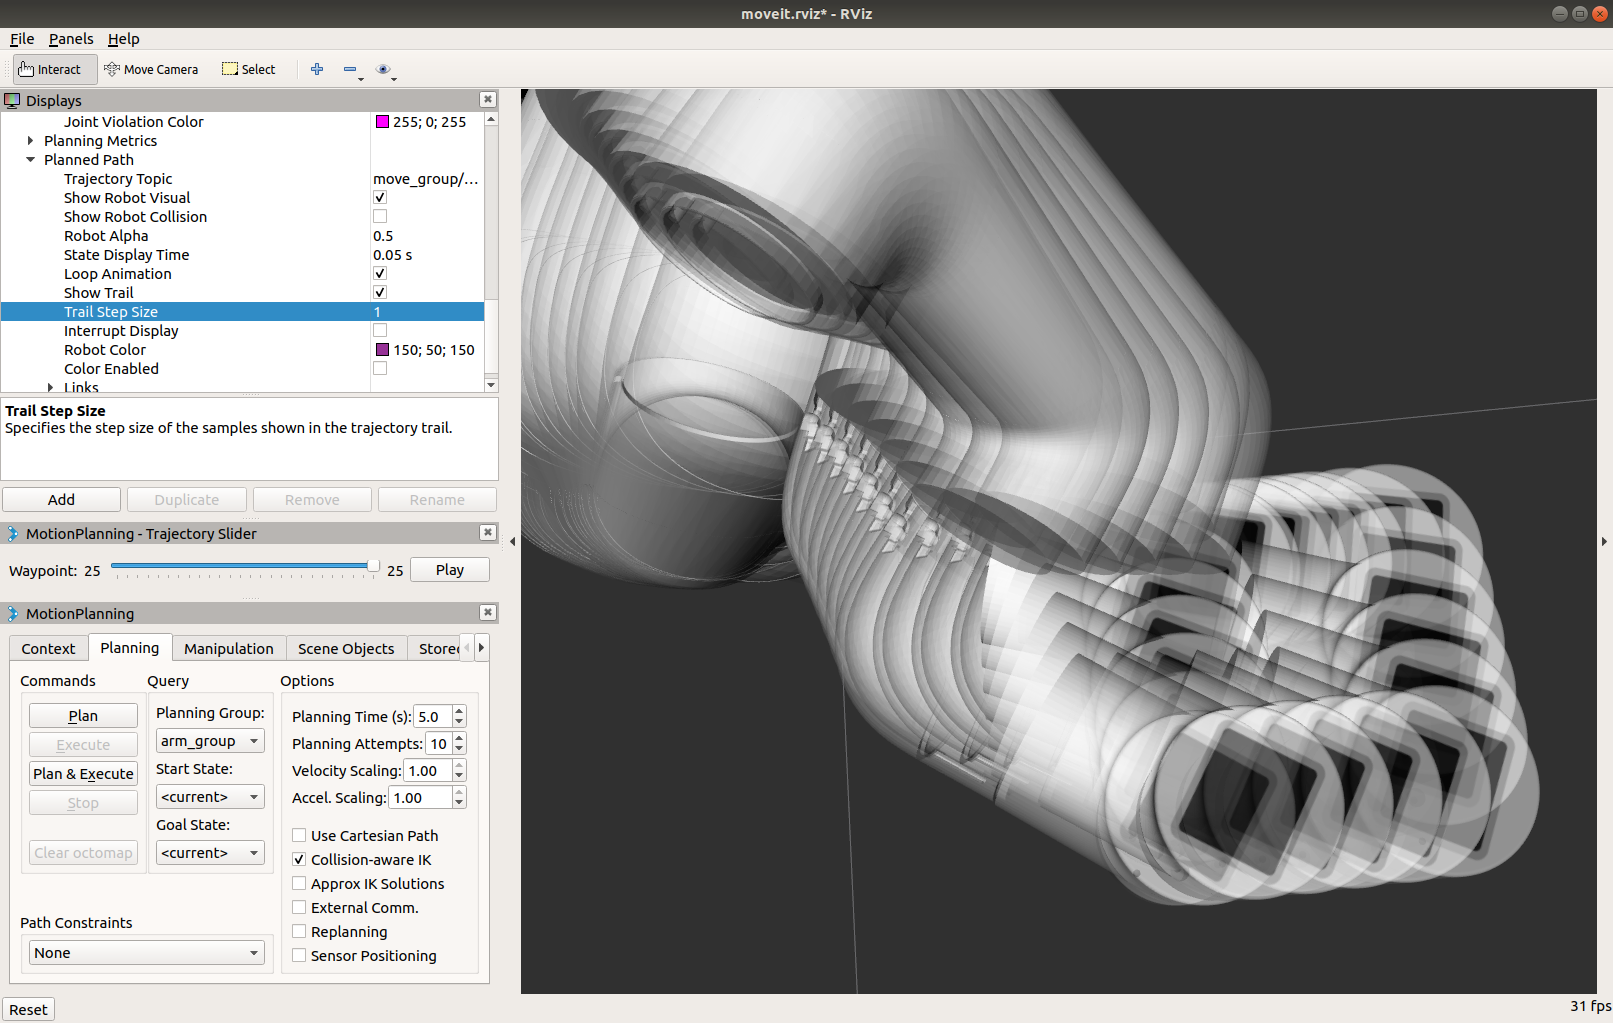 moveit.rviz* - RViz
File Panels Help
Interact Move Camera Select
Displays
Joint Violation Color 255; 0; 255
Planning Metrics
Planned Path
Trajectory Topic move_group/...
Show Robot Visual
Show Robot Collision
Robot Alpha 0.5
State Display Time 0.05 s
Loop Animation
Show Trail
Trail Step Size 1
Interrupt Display
Robot Color 150; 50; 150
Color Enabled
Links
Trail Step Size
Specifies the step size of the samples shown in the trajectory trail.
Add Duplicate Remove Rename
MotionPlanning - Trajectory Slider
Waypoint: 25 25 Play
MotionPlanning
Context Planning Manipulation Scene Objects Stored
Commands Query Options
Plan
Execute
Plan & Execute
Stop
Clear octomap
Planning Group:
arm_group
Start State:
<current>
Goal State:
<current>
Planning Time (s): 5.0
Planning Attempts: 10
Velocity Scaling: 1.00
Accel. Scaling: 1.00
Use Cartesian Path
Collision-aware IK
Approx IK Solutions
External Comm.
Replanning
Sensor Positioning
Path Constraints
None
Reset
31 fps